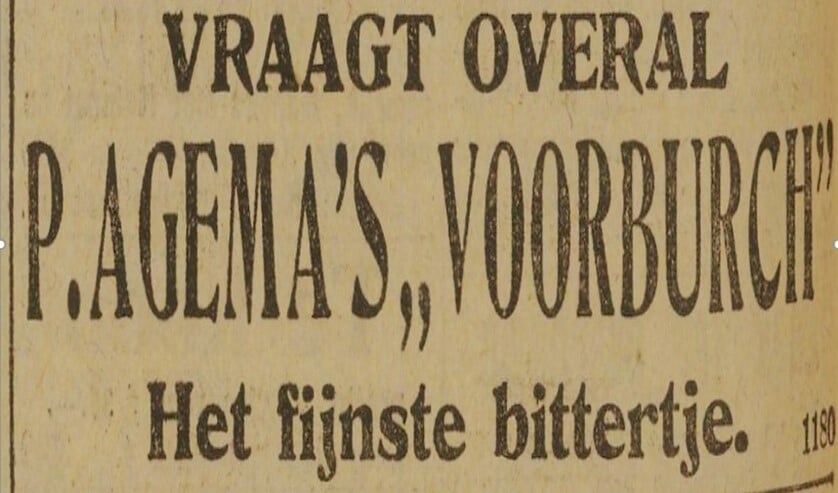 VRAAGT OVERAL
P. AGEMA'S „VOORBURCH”
Het fijnste bittertje.
1180